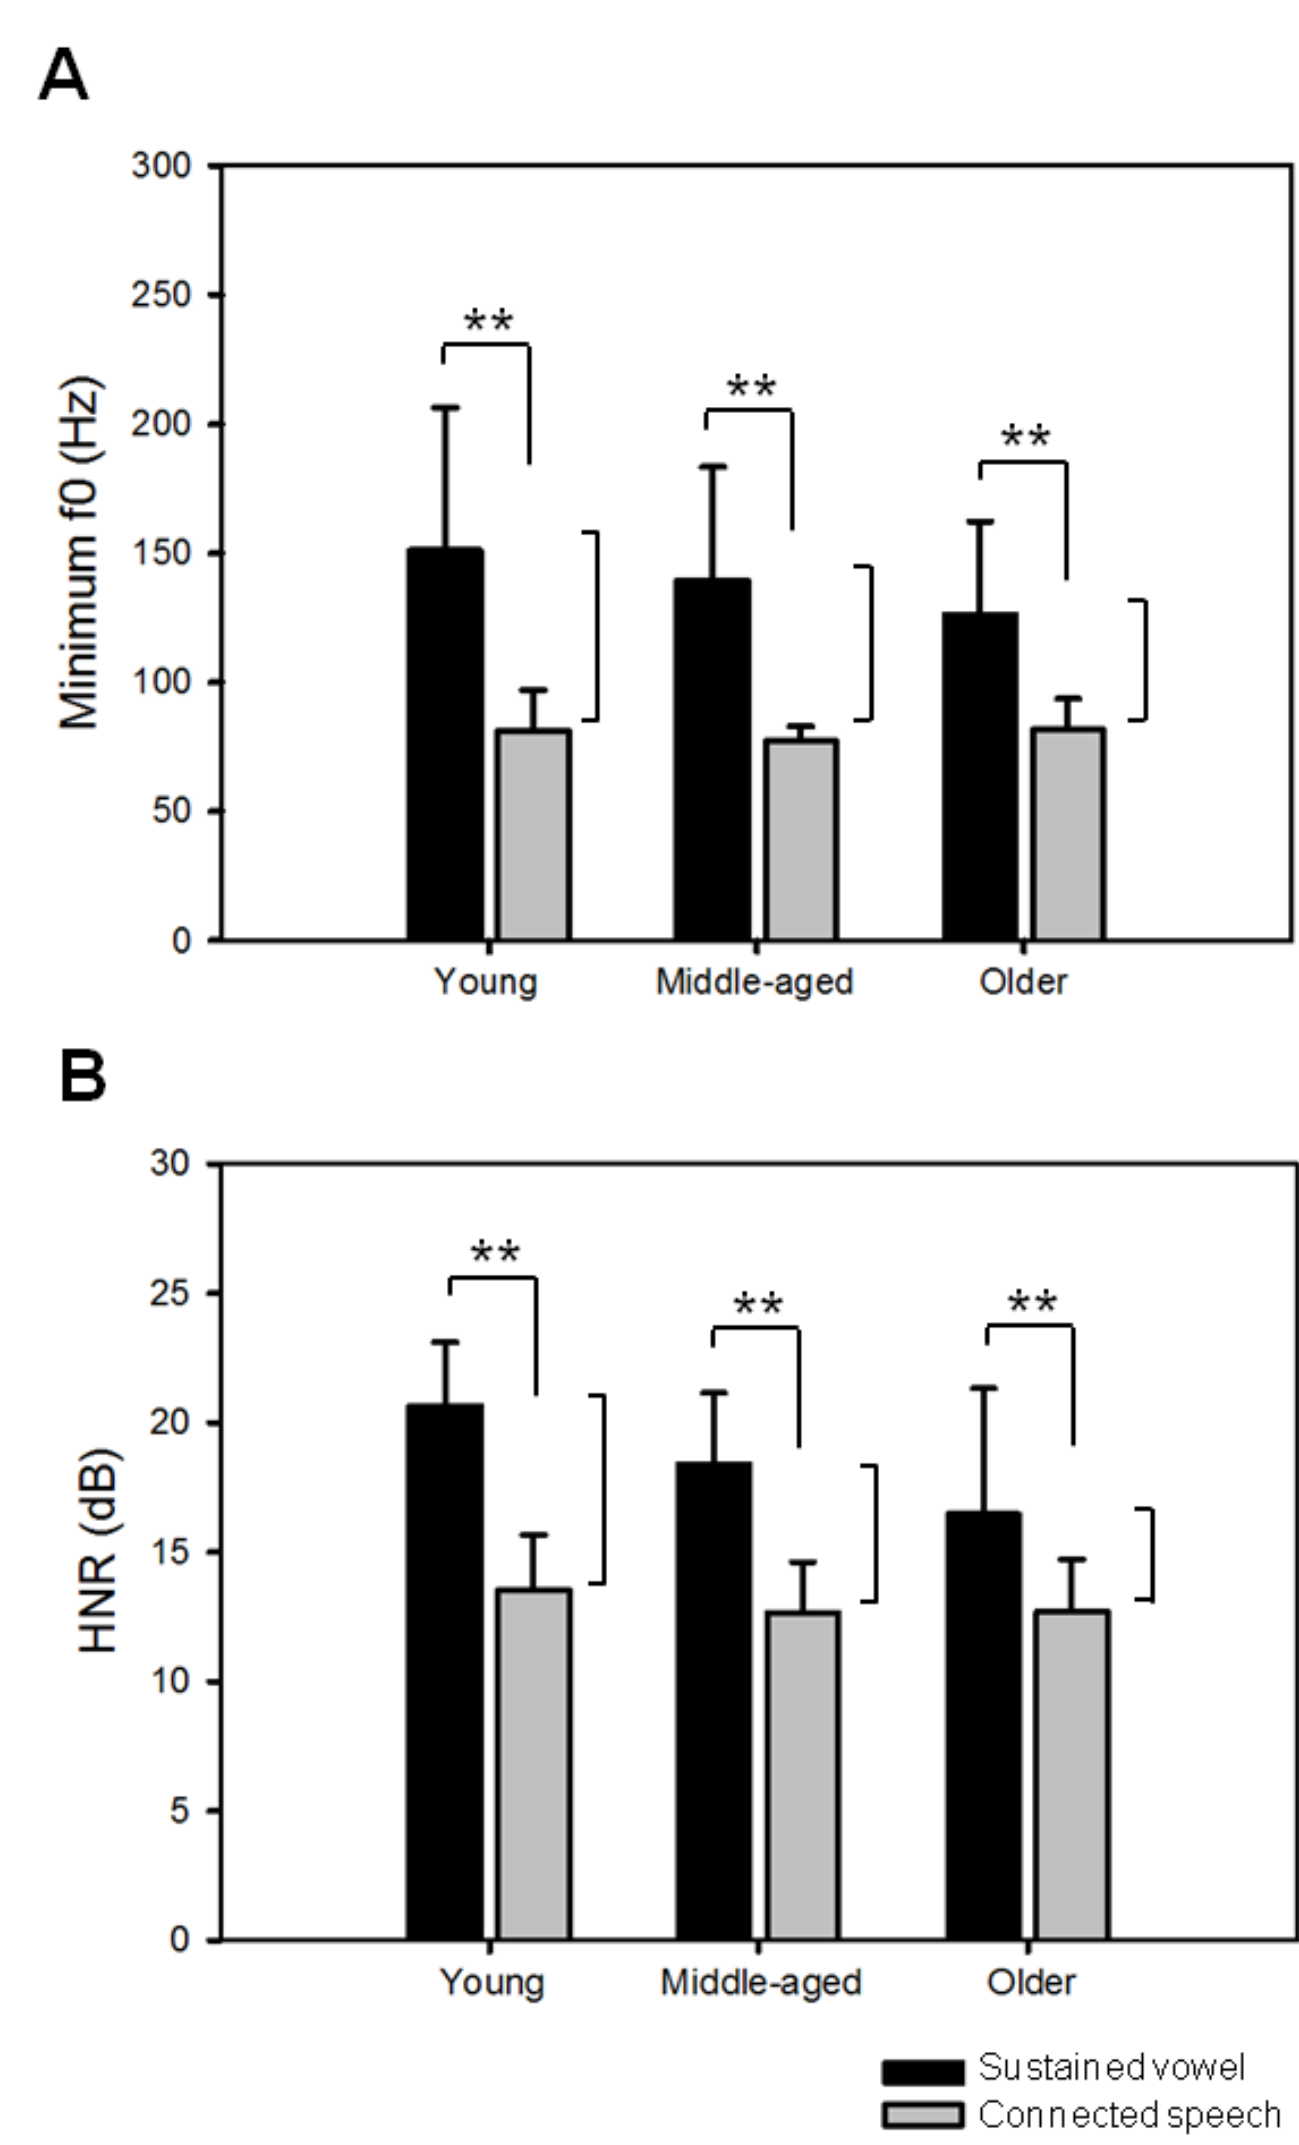 A
300
**
250
**
200
**
150
100
50
0
Minimum f0 (Hz)
Young Middle-aged Older
B
30
**
25
**
**
20
15
10
5
0
HNR (dB)
Young Middle-aged Older
Sustained vowel
Connected speech